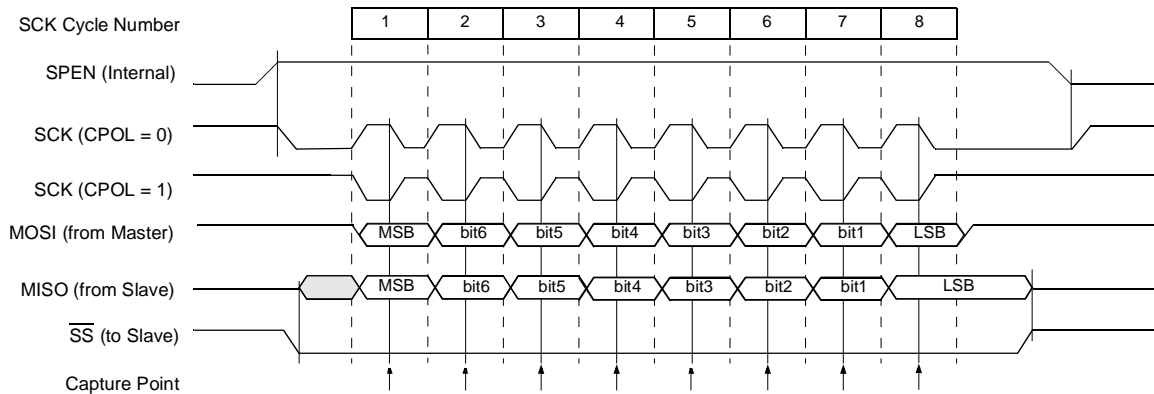 SCK Cycle Number 1 2 3 4 5 6 7 8
SPEN (Internal)
SCK (CPOL = 0)
SCK (CPOL = 1)
MOSI (from Master) MSB bit6 bit5 bit4 bit3 bit2 bit1 LSB
MISO (from Slave) MSB bit6 bit5 bit4 bit3 bit2 bit1 LSB
SS (to Slave)
Capture Point